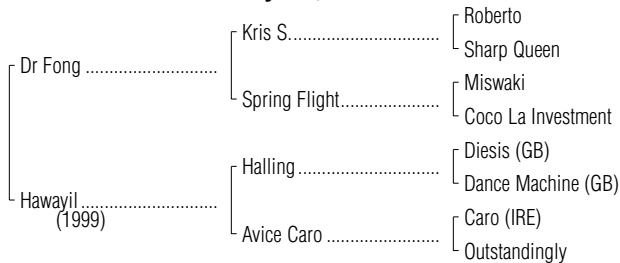 Roberto
Kris S.
Sharp Queen
Dr Fong
Miswaki
Spring Flight
Coco La Investment
Diesis (GB)
Halling
Dance Machine (GB)
Hawayil
(1999)
Caro (IRE)
Avice Caro
Outstandingly